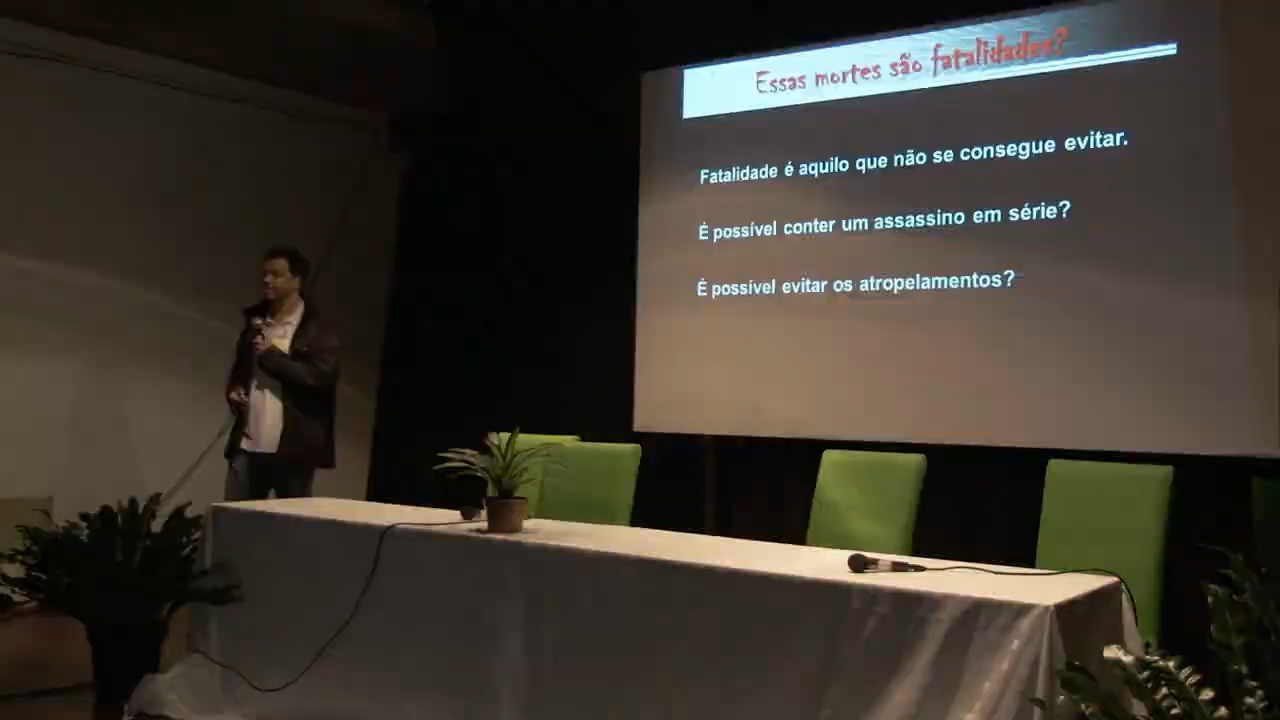 Essas mortes são fatalidades?
Fatalidade é aquilo que não se consegue evitar.
É possível conter um assassino em série?
É possível evitar os atropelamentos?